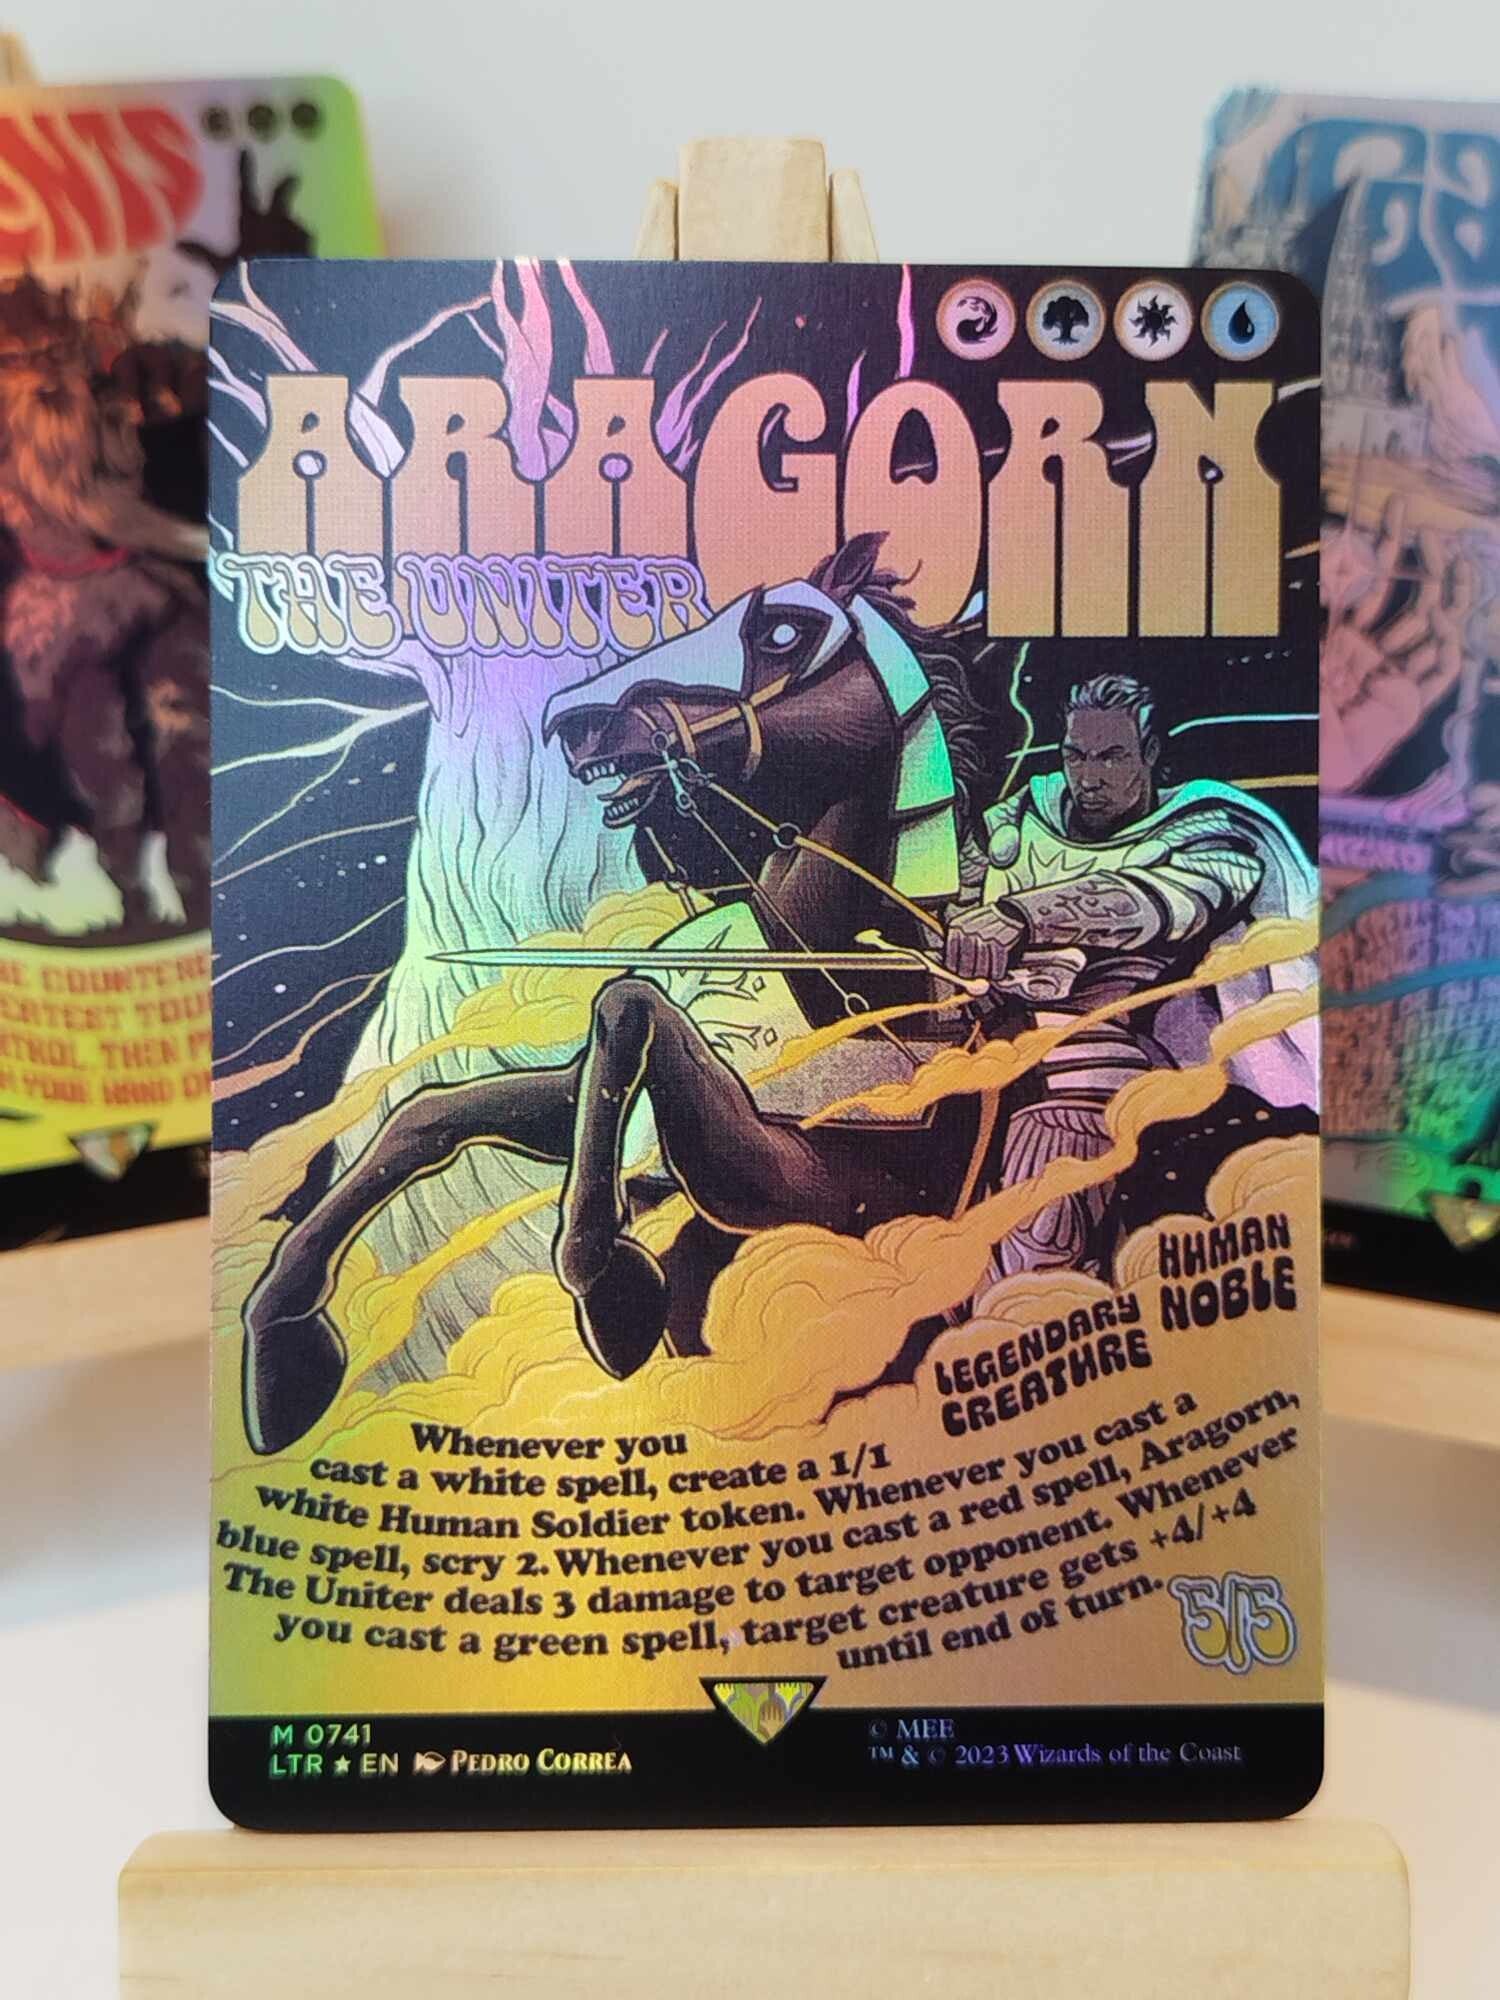 ARAGORN
THE UNITER
HUMAN
NOBLE
LEGENDARY
CREATURE
Whenever you
cast a white spell, create a 1/1
white Human Soldier token. Whenever you cast a
blue spell, scry 2. Whenever you cast a red spell, Aragorn,
The Uniter deals 3 damage to target opponent. Whenever
you cast a green spell, target creature gets +4/+4
until end of turn.
5/5
M 0741
LTR ★ EN PEDRO CORREA
© MEE
™ & © 2023 Wizards of the Coast